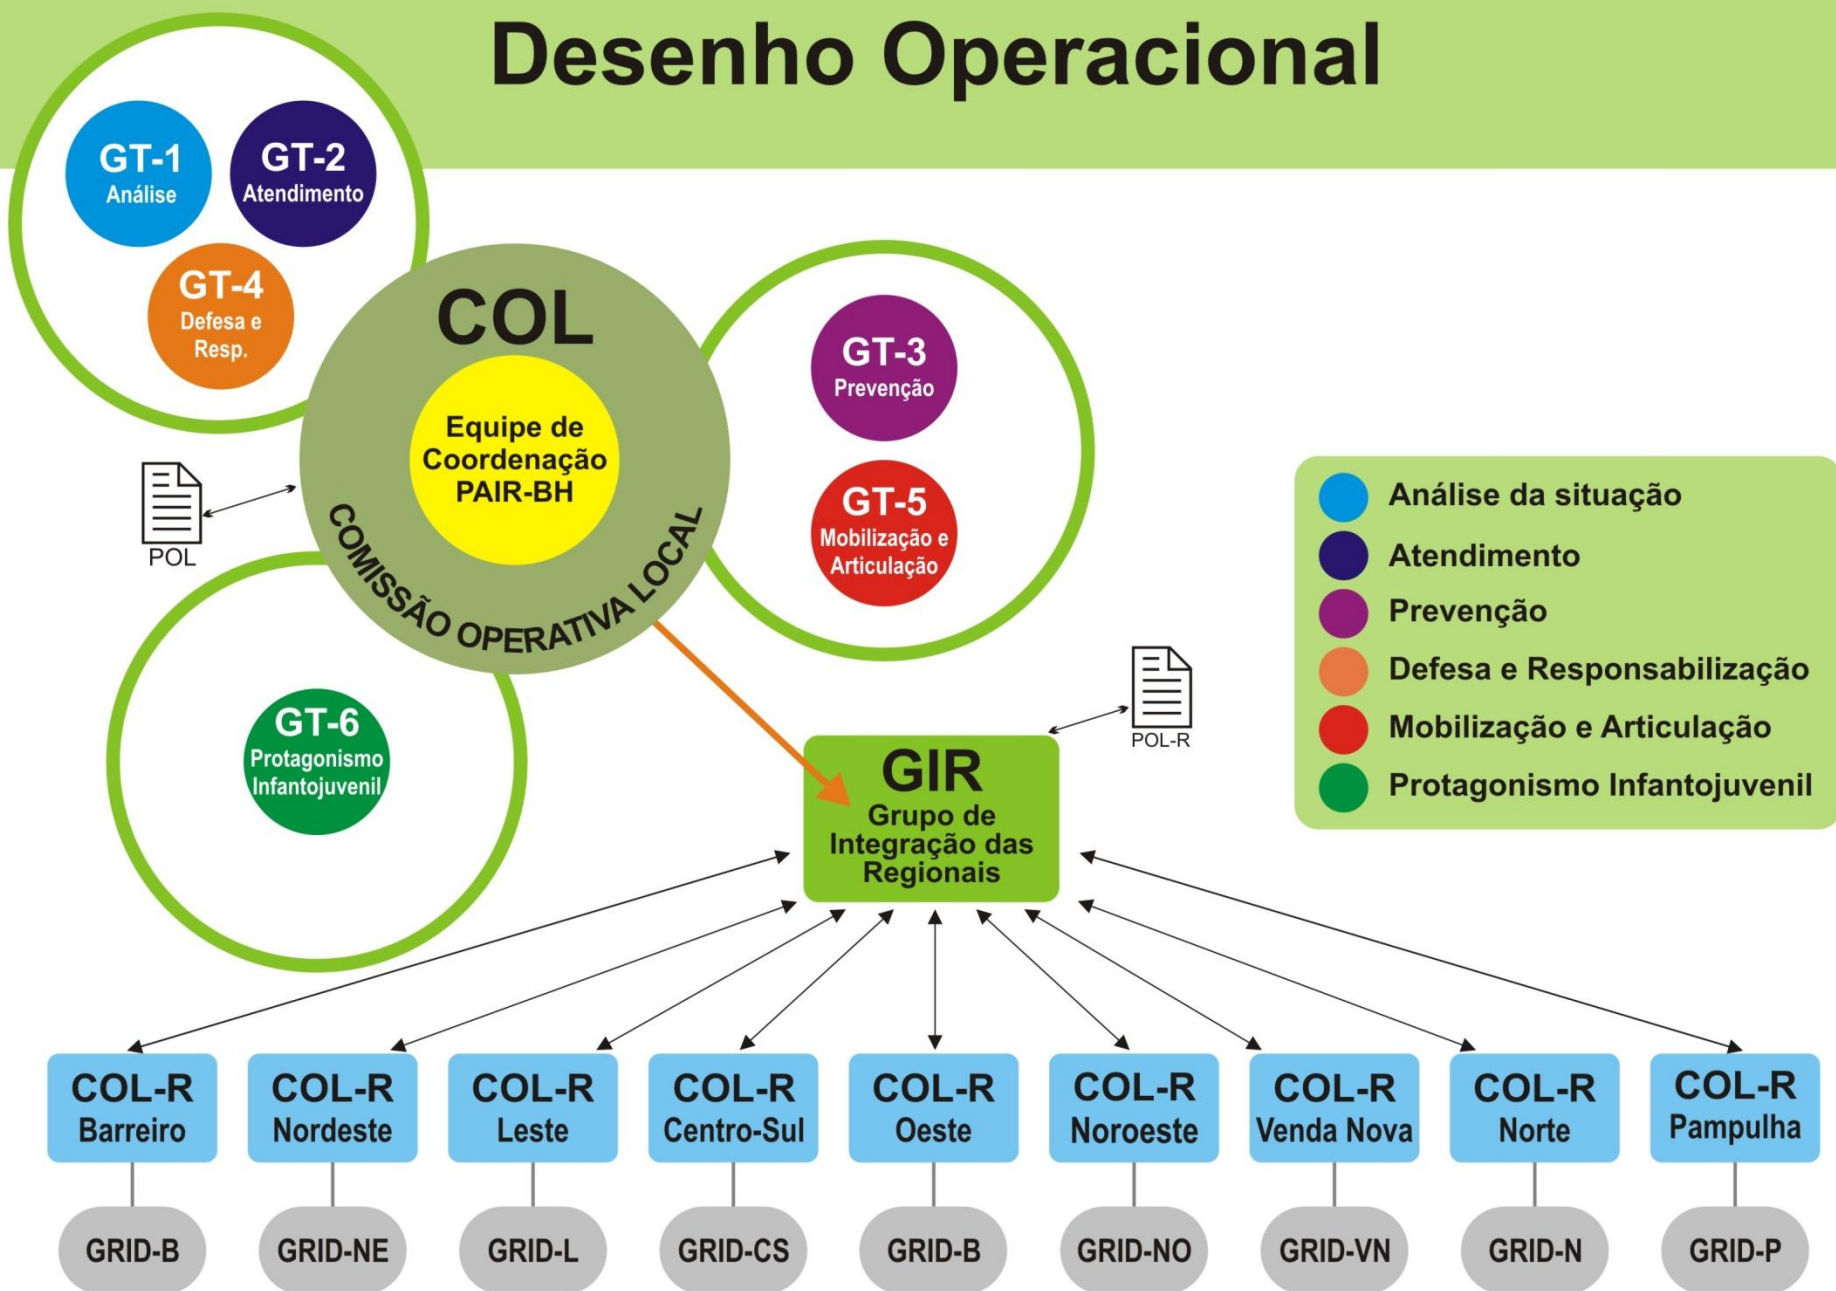 Desenho Operacional
GT-1
Análise
GT-2
Atendimento
GT-4
Defesa e
Resp.
COL
Equipe de
Coordenação
PAIR-BH
COMISSÃO OPERATIVA LOCAL
GT-3
Prevenção
GT-5
Mobilização e
Articulação
POL
GT-6
Protagonismo
Infantojuvenil
Análise da situação
Atendimento
Prevenção
Defesa e Responsabilização
Mobilização e Articulação
Protagonismo Infantojuvenil
POL-R
GIR
Grupo de
Integração das
Regionais
COL-R
Barreiro
COL-R
Nordeste
COL-R
Leste
COL-R
Centro-Sul
COL-R
Oeste
COL-R
Noroeste
COL-R
Venda Nova
COL-R
Norte
COL-R
Pampulha
GRID-B
GRID-NE
GRID-L
GRID-CS
GRID-B
GRID-NO
GRID-VN
GRID-N
GRID-P